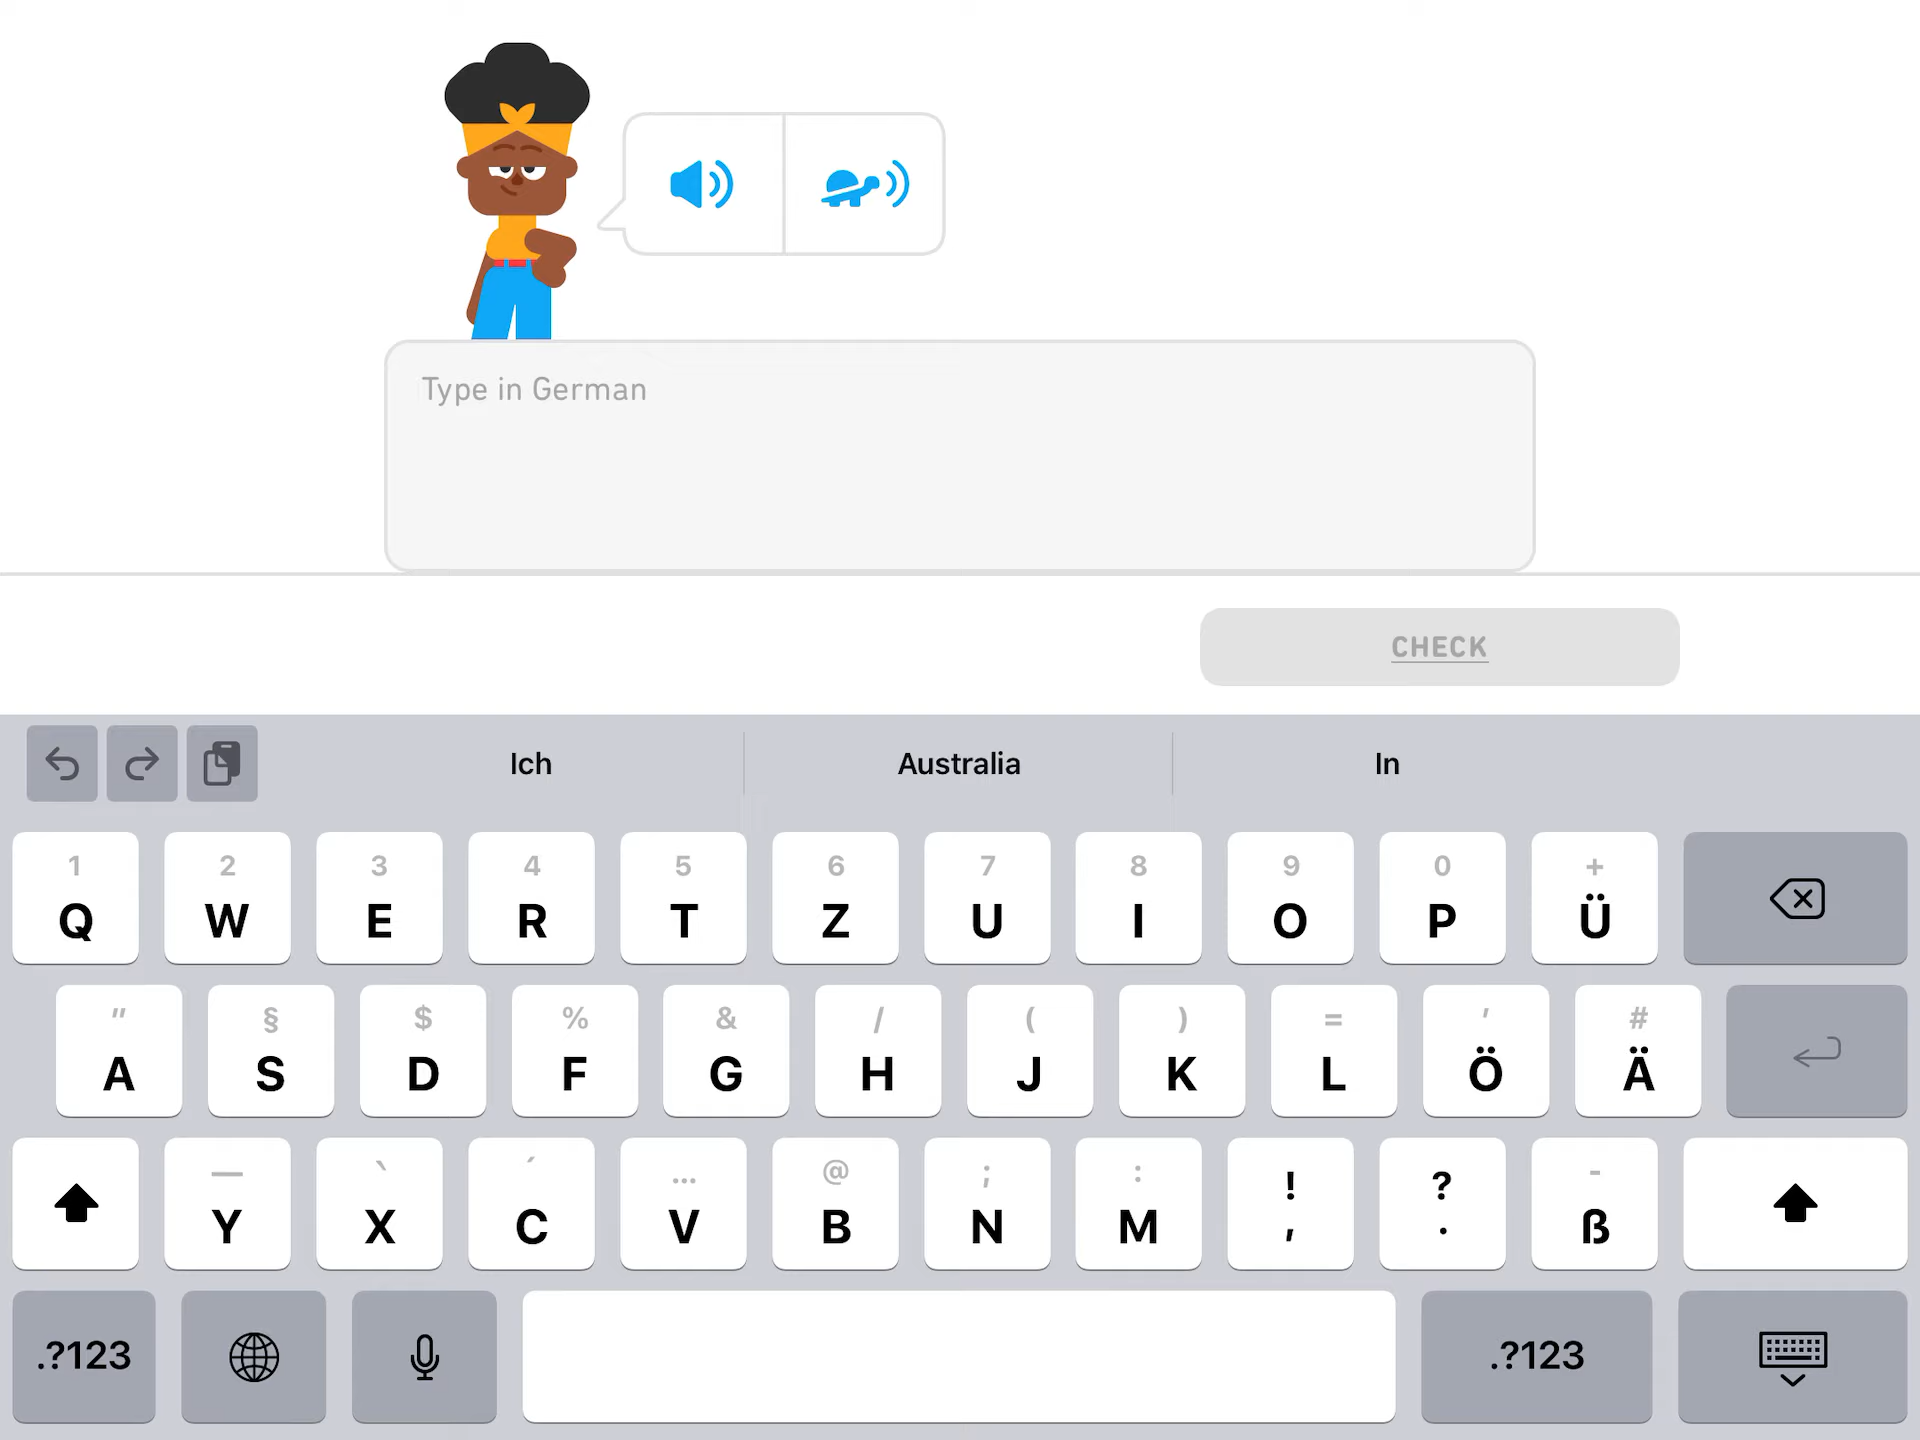 Type in German
CHECK
Ich Australia In
1 2 3 4 5 6 7 8 9 0 +
Q W E R T Z U I O P Ü
" § $ % & / ( ) = ' #
A S D F G H J K L Ö Ä
— ` ´ … @ ; : ! ? -
Y X C V B N M , . ß
.?123 .?123